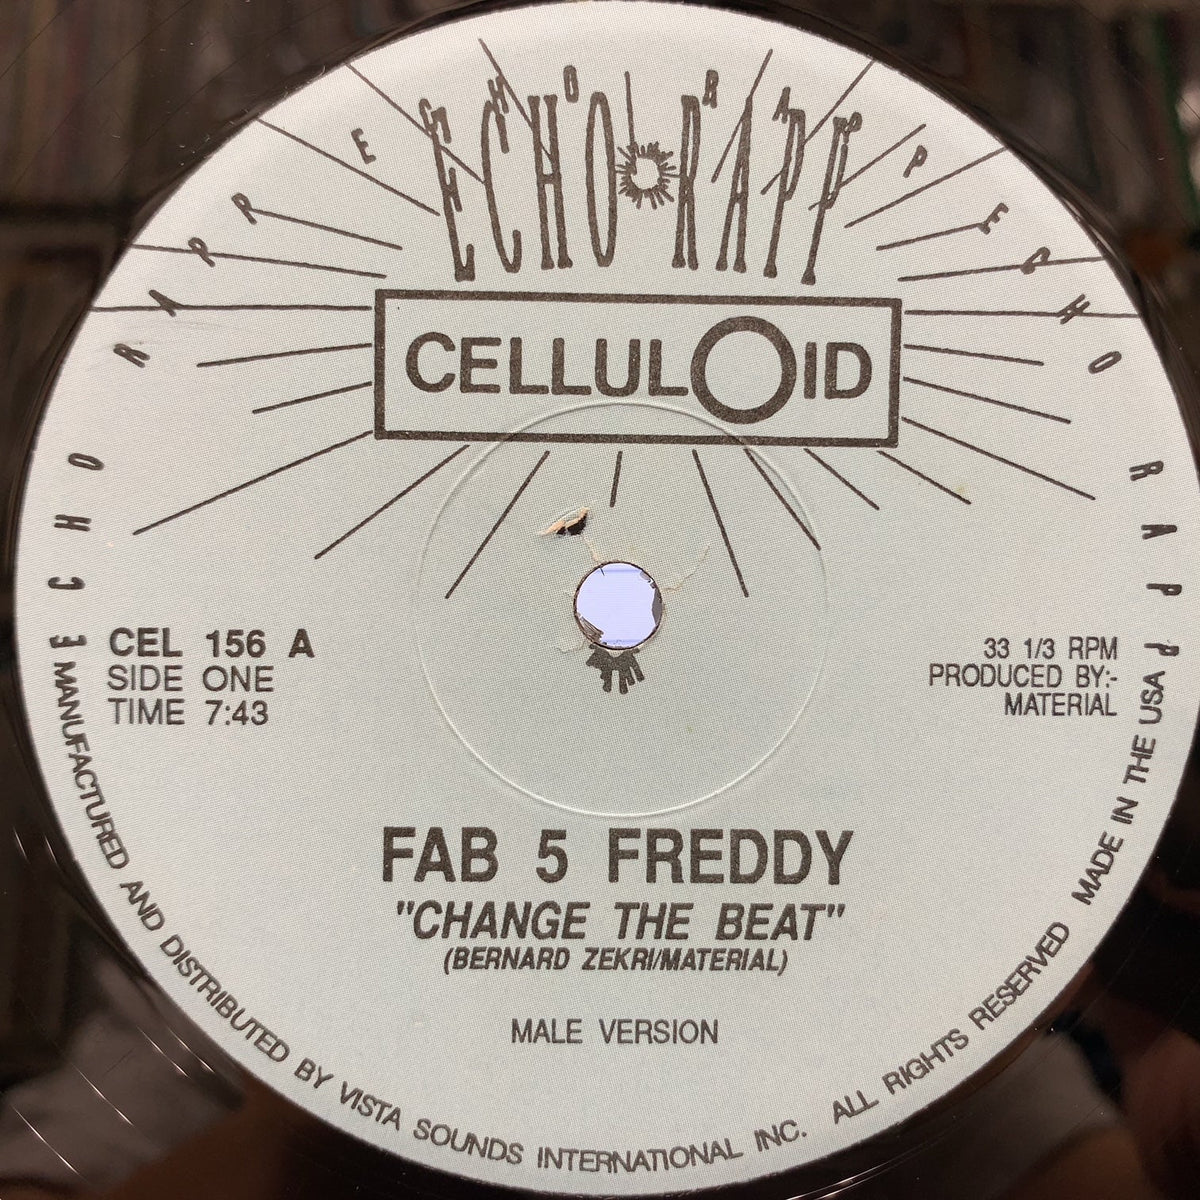 ECHO RAPP ECHO RAPP ECHO RAPP
ECHO RAPP
CELLULOID
CEL 156 A
SIDE ONE
TIME 7:43
33 1/3 RPM
PRODUCED BY:-
MATERIAL
FAB 5 FREDDY
"CHANGE THE BEAT"
(BERNARD ZEKRI/MATERIAL)
MALE VERSION
MANUFACTURED AND DISTRIBUTED BY VISTA SOUNDS INTERNATIONAL INC. ALL RIGHTS RESERVED MADE IN THE USA